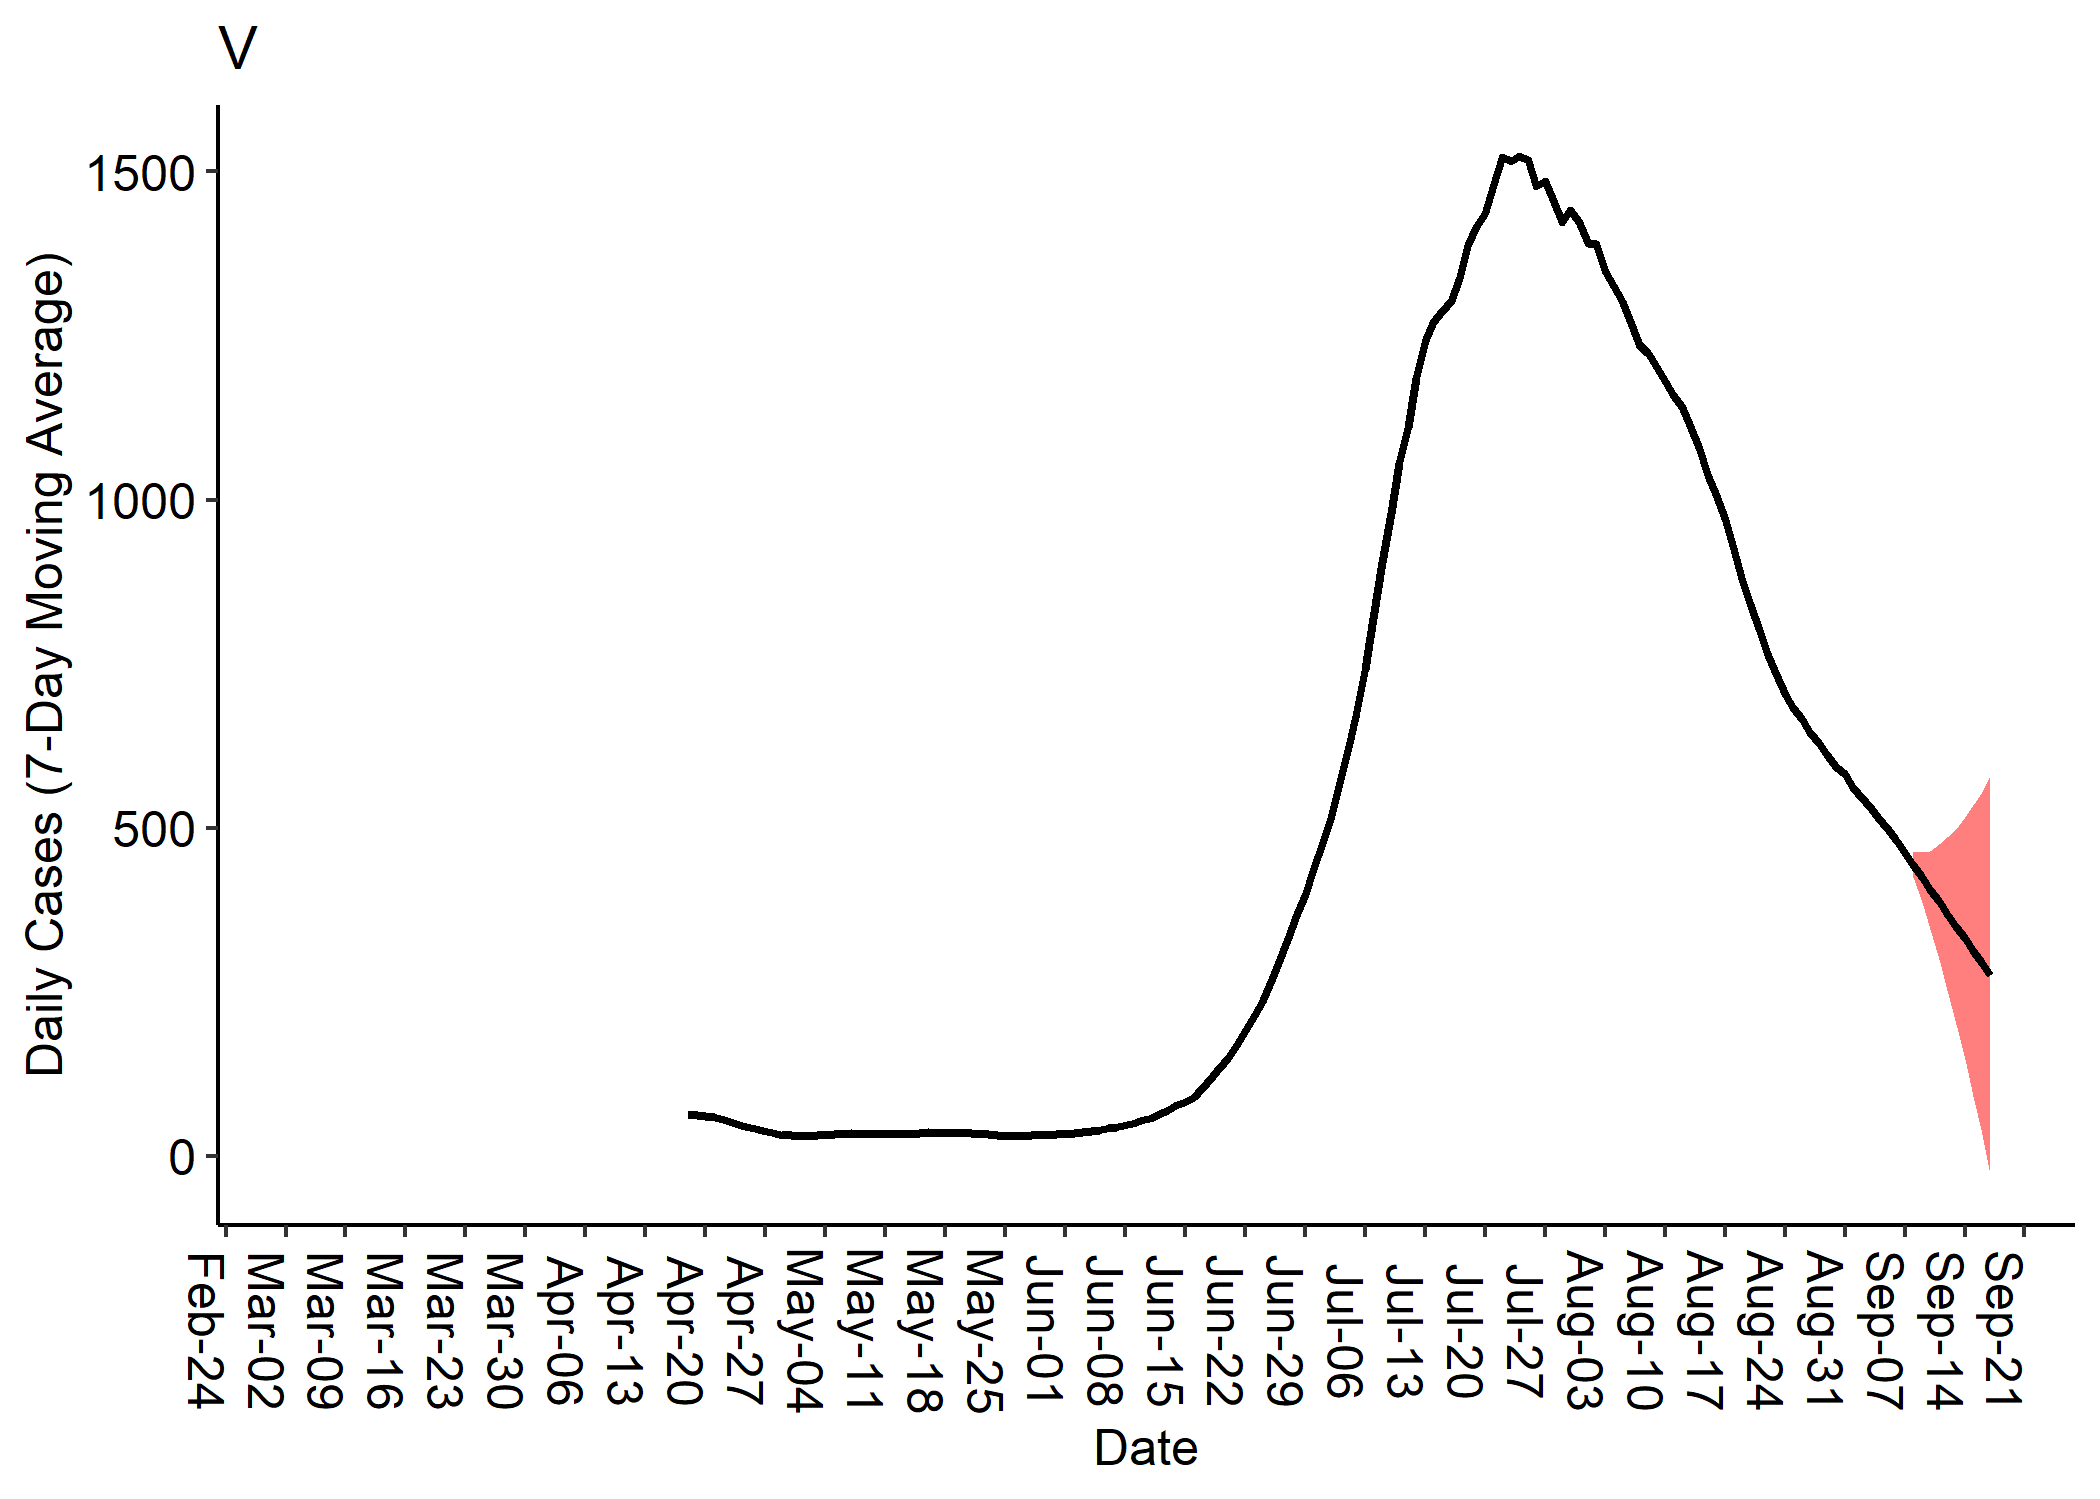 V
Daily Cases (7-Day Moving Average)
1500
1000
500
0
Feb-24
Mar-02
Mar-09
Mar-16
Mar-23
Mar-30
Apr-06
Apr-13
Apr-20
Apr-27
May-04
May-11
May-18
May-25
Jun-01
Jun-08
Jun-15
Jun-22
Jun-29
Jul-06
Jul-13
Jul-20
Jul-27
Aug-03
Aug-10
Aug-17
Aug-24
Aug-31
Sep-07
Sep-14
Sep-21
Date